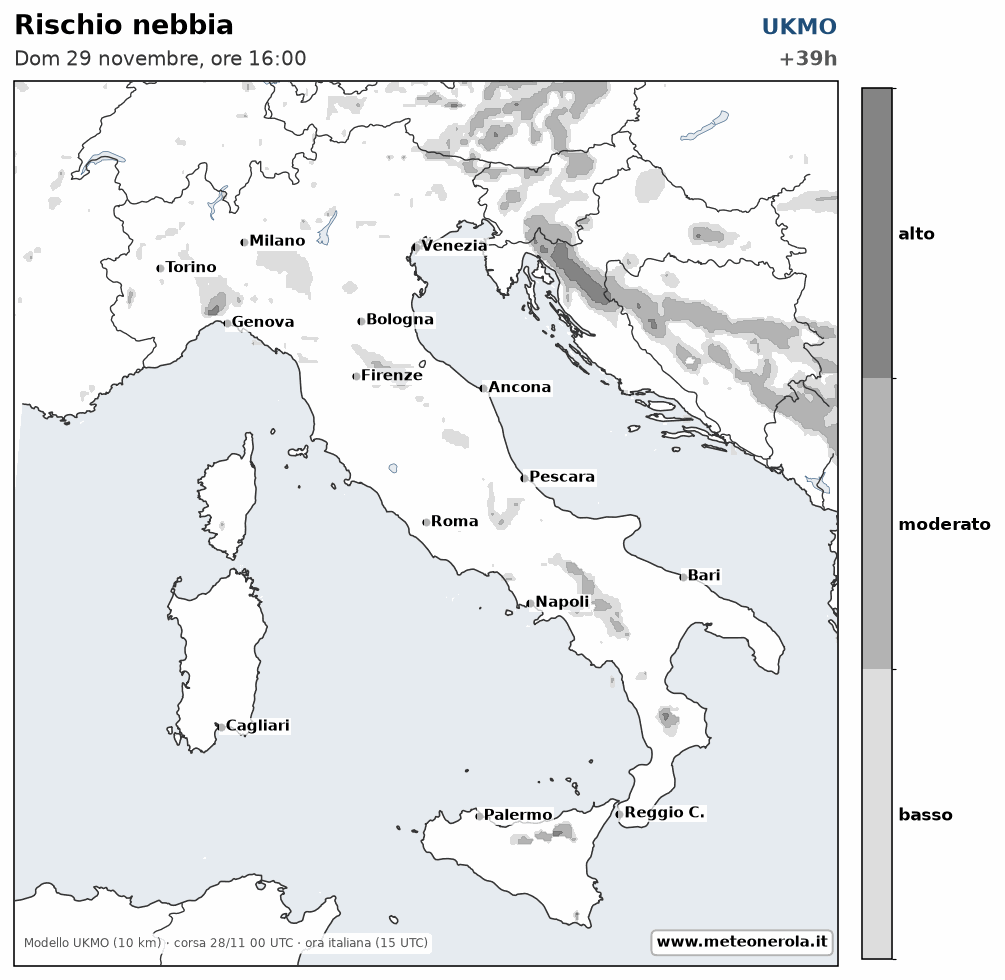 Rischio nebbia
UKMO
Dom 29 novembre, ore 16:00
+39h
alto
Milano
Venezia
Torino
Bologna
Genova
Firenze
Ancona
Pescara
Roma
moderato
Bari
Napoli
Cagliari
Palermo
Reggio C.
basso
Modello UKMO (10 km) · corsa 28/11 00 UTC · ora italiana (15 UTC)
www.meteonerola.it